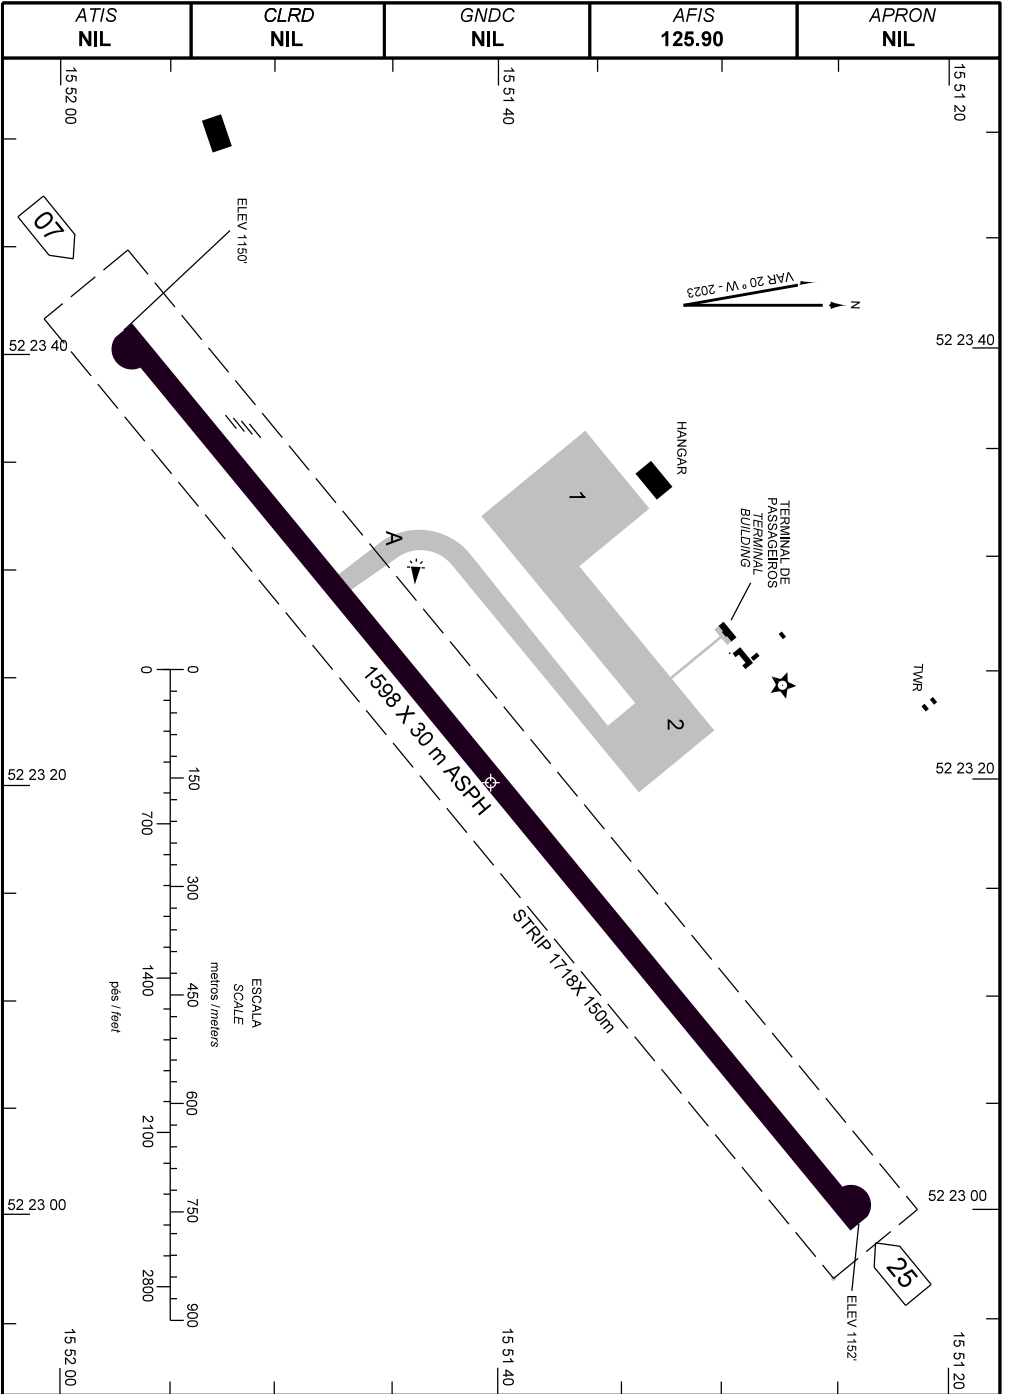 ATIS
NIL
CLRD
NIL
GNDC
NIL
AFIS
125.90
APRON
NIL
15 52 00
15 51 40
15 51 20
07
ELEV 1150'
VAR 20° W - 2023
N
52 23 40
52 23 40
HANGAR
1
TERMINAL DE
PASSAGEIROS
TERMINAL
BUILDING
A
TWR
2
1598 X 30 m ASPH
52 23 20
52 23 20
STRIP 1718X 150m
0
150
300
450
600
750
900
0
700
1400
2100
2800
ESCALA
SCALE
metros / meters
pés / feet
52 23 00
52 23 00
25
ELEV 1152'
15 52 00
15 51 40
15 51 20